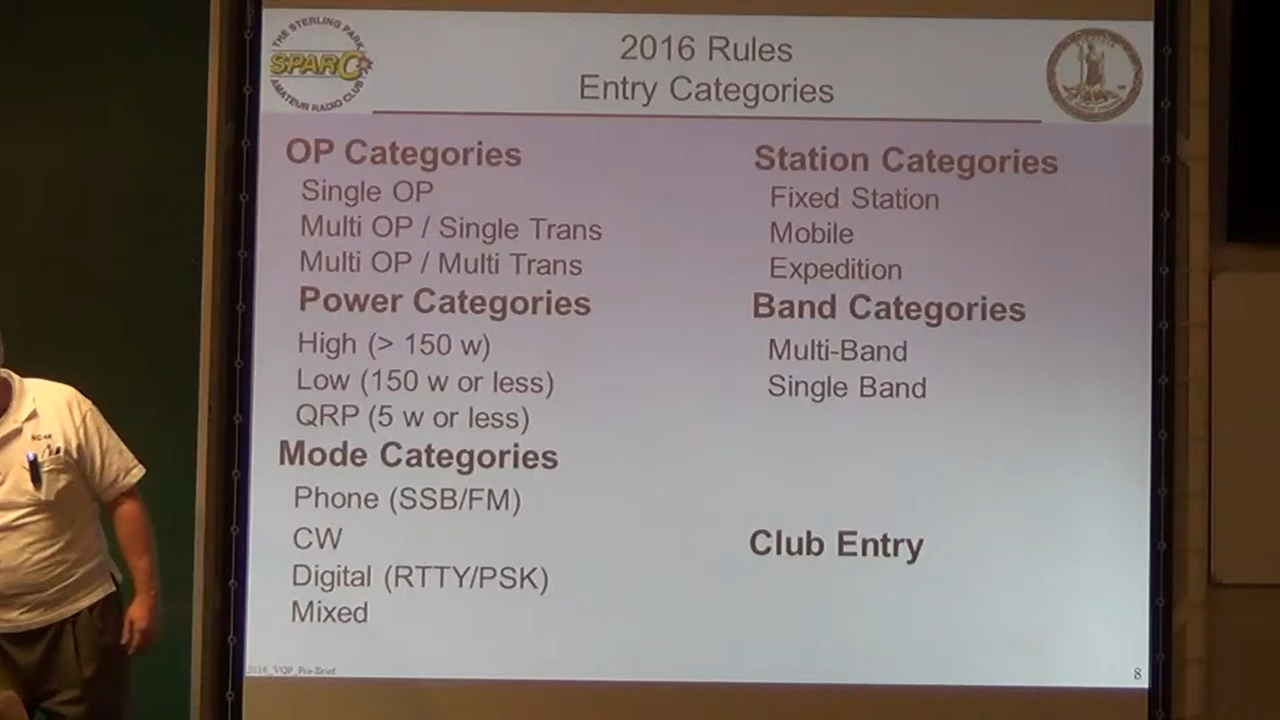 THE STERLING PARK
SPARC
AMATEUR RADIO CLUB
2016 Rules
Entry Categories
OP Categories
Single OP
Multi OP / Single Trans
Multi OP / Multi Trans
Power Categories
High (> 150 w)
Low (150 w or less)
QRP (5 w or less)
Mode Categories
Phone (SSB/FM)
CW
Digital (RTTY/PSK)
Mixed
Station Categories
Fixed Station
Mobile
Expedition
Band Categories
Multi-Band
Single Band
Club Entry
2016_VQP_Pre-Brief
8